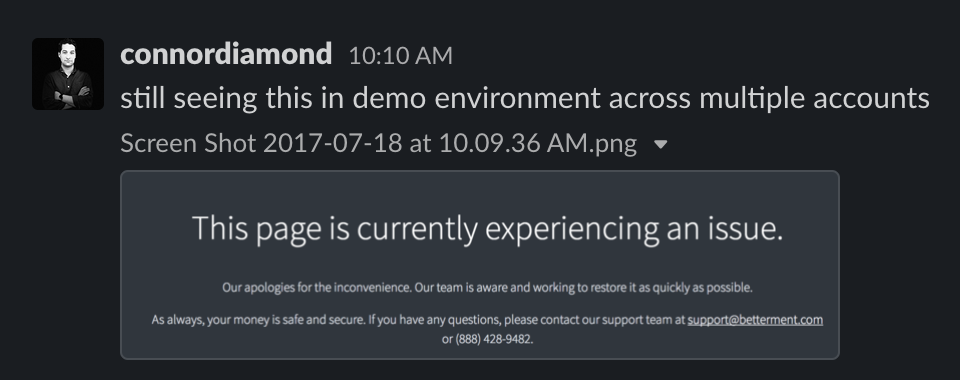 connordiamond 10:10 AM
still seeing this in demo environment across multiple accounts
Screen Shot 2017-07-18 at 10.09.36 AM.png
This page is currently experiencing an issue.
Our apologies for the inconvenience. Our team is aware and working to restore it as quickly as possible.
As always, your money is safe and secure. If you have any questions, please contact our support team at support@betterment.com
or (888) 428-9482.